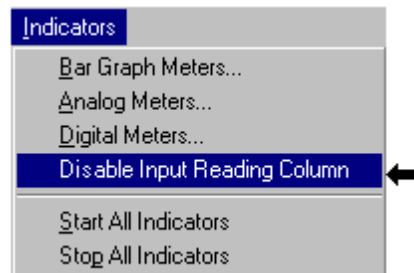 Indicators
Bar Graph Meters...
Analog Meters...
Digital Meters...
Disable Input Reading Column
Start All Indicators
Stop All Indicators